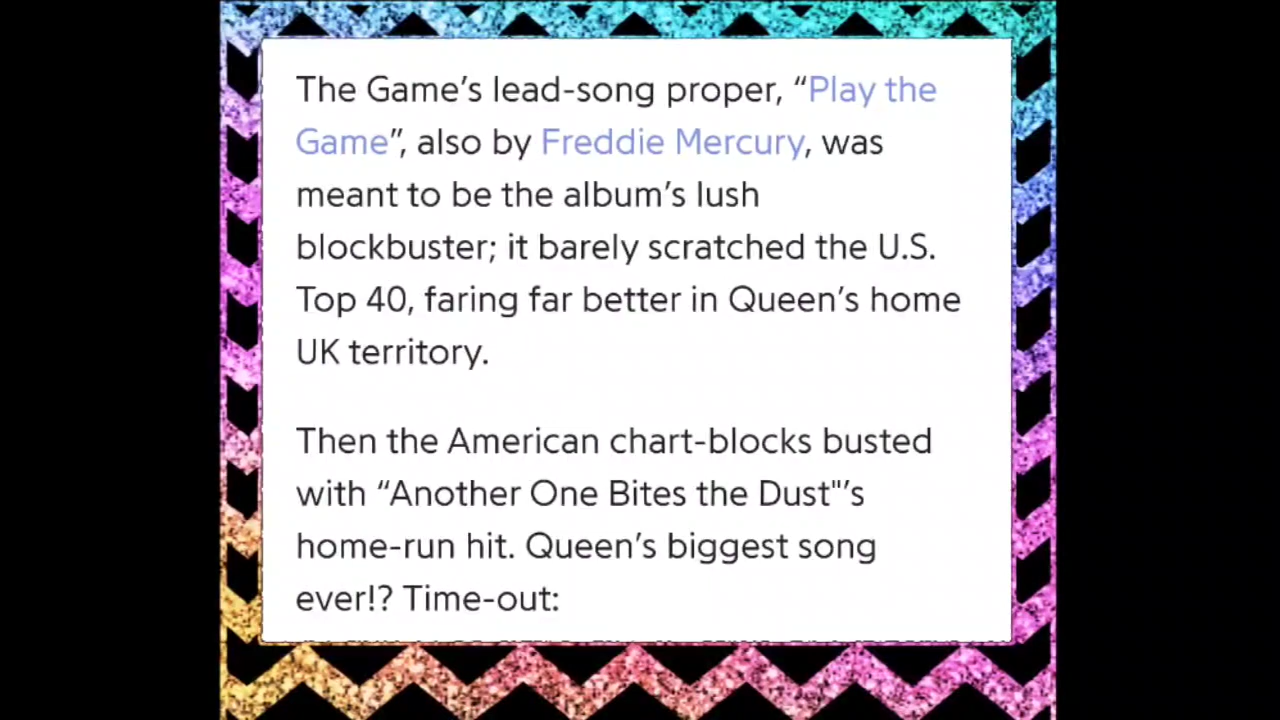 The Game’s lead-song proper, “Play the
Game”, also by Freddie Mercury, was
meant to be the album’s lush
blockbuster; it barely scratched the U.S.
Top 40, faring far better in Queen’s home
UK territory.
Then the American chart-blocks busted
with “Another One Bites the Dust"’s
home-run hit. Queen’s biggest song
ever!? Time-out: